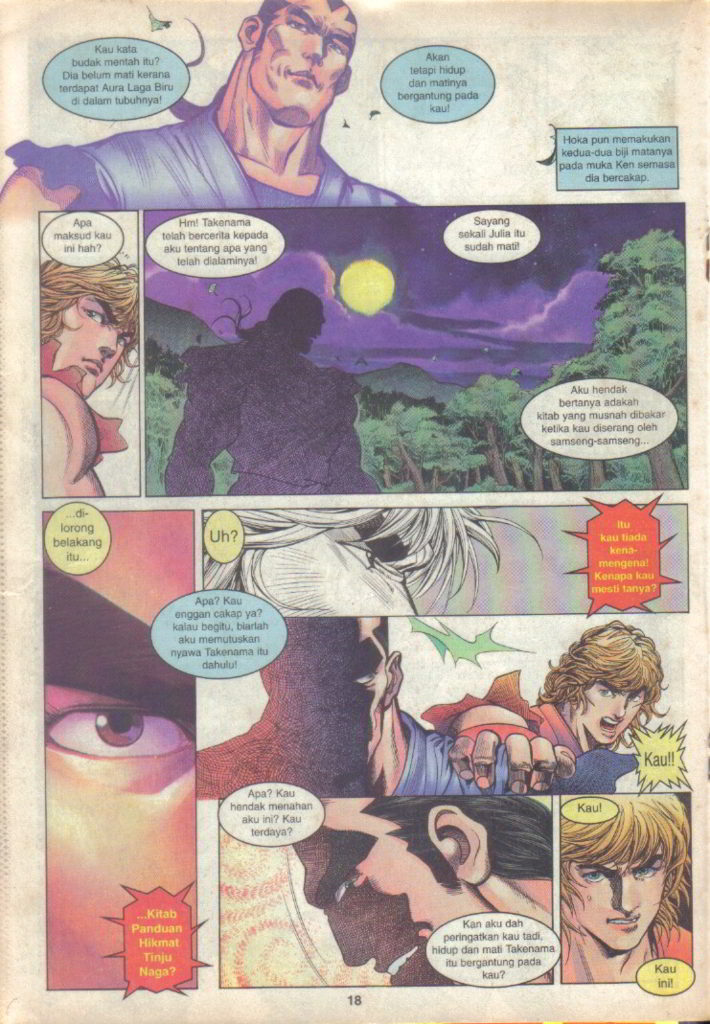 Kau kata
budak mentah itu?
Dia belum mati kerana
terdapat Aura Laga Biru
di dalam tubuhnya!
Akan
tetapi hidup
dan matinya
bergantung pada
kau!
Hoka pun memakukan
kedua-dua biji matanya
pada muka Ken semasa
dia bercakap.
Apa
maksud kau
ini hah?
Hm! Takenama
telah bercerita kepada
aku tentang apa yang
telah dialaminya!
Sayang
sekali Julia itu
sudah mati!
Aku hendak
bertanya adakah
kitab yang musnah dibakar
ketika kau diserang oleh
samseng-samseng...
...di-
lorong
belakang
itu...
...Kitab
Panduan
Hikmat
Tinju
Naga?
Uh?
Itu
kau tiada
kena-
mengena!
Kenapa kau
mesti tanya?
Apa? Kau
enggan cakap ya?
kalau begitu, biarlah
aku memutuskan
nyawa Takenama itu
dahulu!
Kau!!
Apa? Kau
hendak menahan
aku ini? Kau
terdaya?
Kan aku dah
peringatkan kau tadi,
hidup dan mati Takenama
itu bergantung pada
kau?
Kau!
Kau
ini!
18